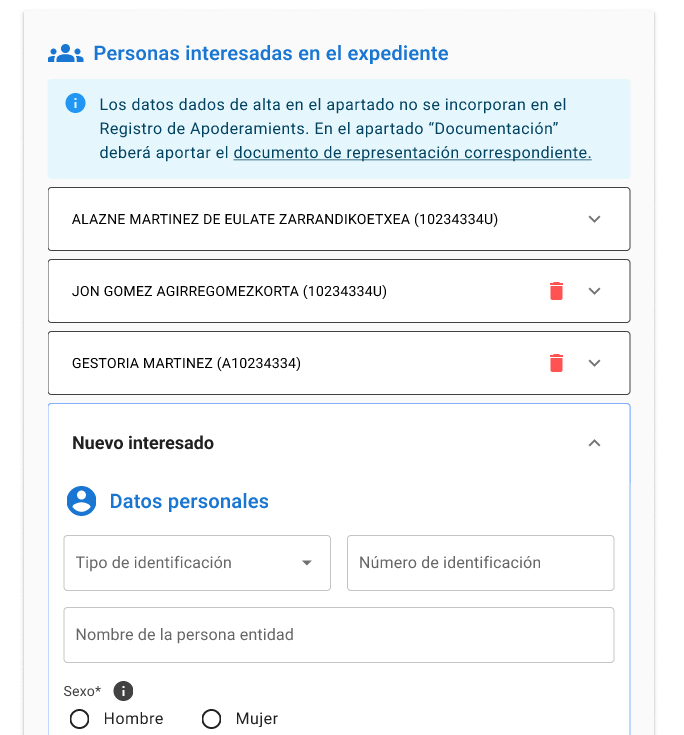 Personas interesadas en el expediente
Los datos dados de alta en el apartado no se incorporan en el
Registro de Apoderamients. En el apartado “Documentación”
deberá aportar el documento de representación correspondiente.
ALAZNE MARTINEZ DE EULATE ZARRANDIKOETXEA (10234334U)
JON GOMEZ AGIRREGOMEZKORTA (10234334U)
GESTORIA MARTINEZ (A10234334)
Nuevo interesado
Datos personales
Tipo de identificación
Número de identificación
Nombre de la persona entidad
Sexo*
Hombre
Mujer